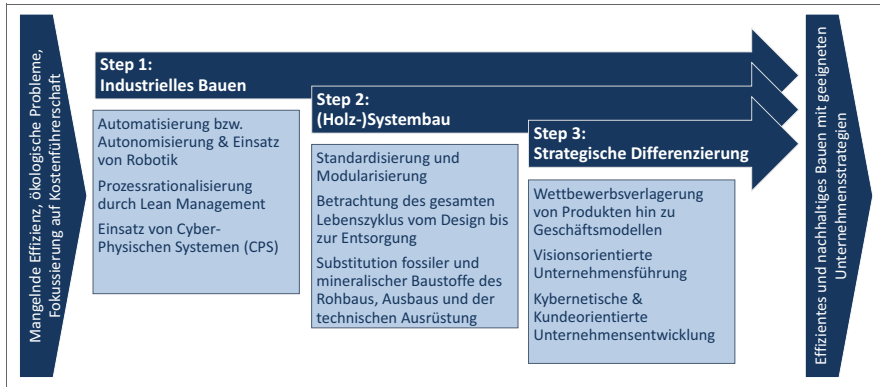 Mangelnde Effizienz, ökologische Probleme,
Fokussierung auf Kostenführerschaft
Step 1:
Industrielles Bauen
Automatisierung bzw.
Autonomisierung & Einsatz
von Robotik
Prozessrationalisierung
durch Lean Management
Einsatz von Cyber-
Physischen Systemen (CPS)
Step 2:
(Holz-)Systembau
Standardisierung und
Modularisierung
Betrachtung des gesamten
Lebenszyklus vom Design bis
zur Entsorgung
Substitution fossiler und
mineralischer Baustoffe des
Rohbaus, Ausbaus und der
technischen Ausrüstung
Step 3:
Strategische Differenzierung
Wettbewerbsverlagerung
von Produkten hin zu
Geschäftsmodellen
Visionsorientierte
Unternehmensführung
Kybernetische &
Kundeorientierte
Unternehmensentwicklung
Effizientes und nachhaltiges Bauen mit geeigneten
Unternehmensstrategien